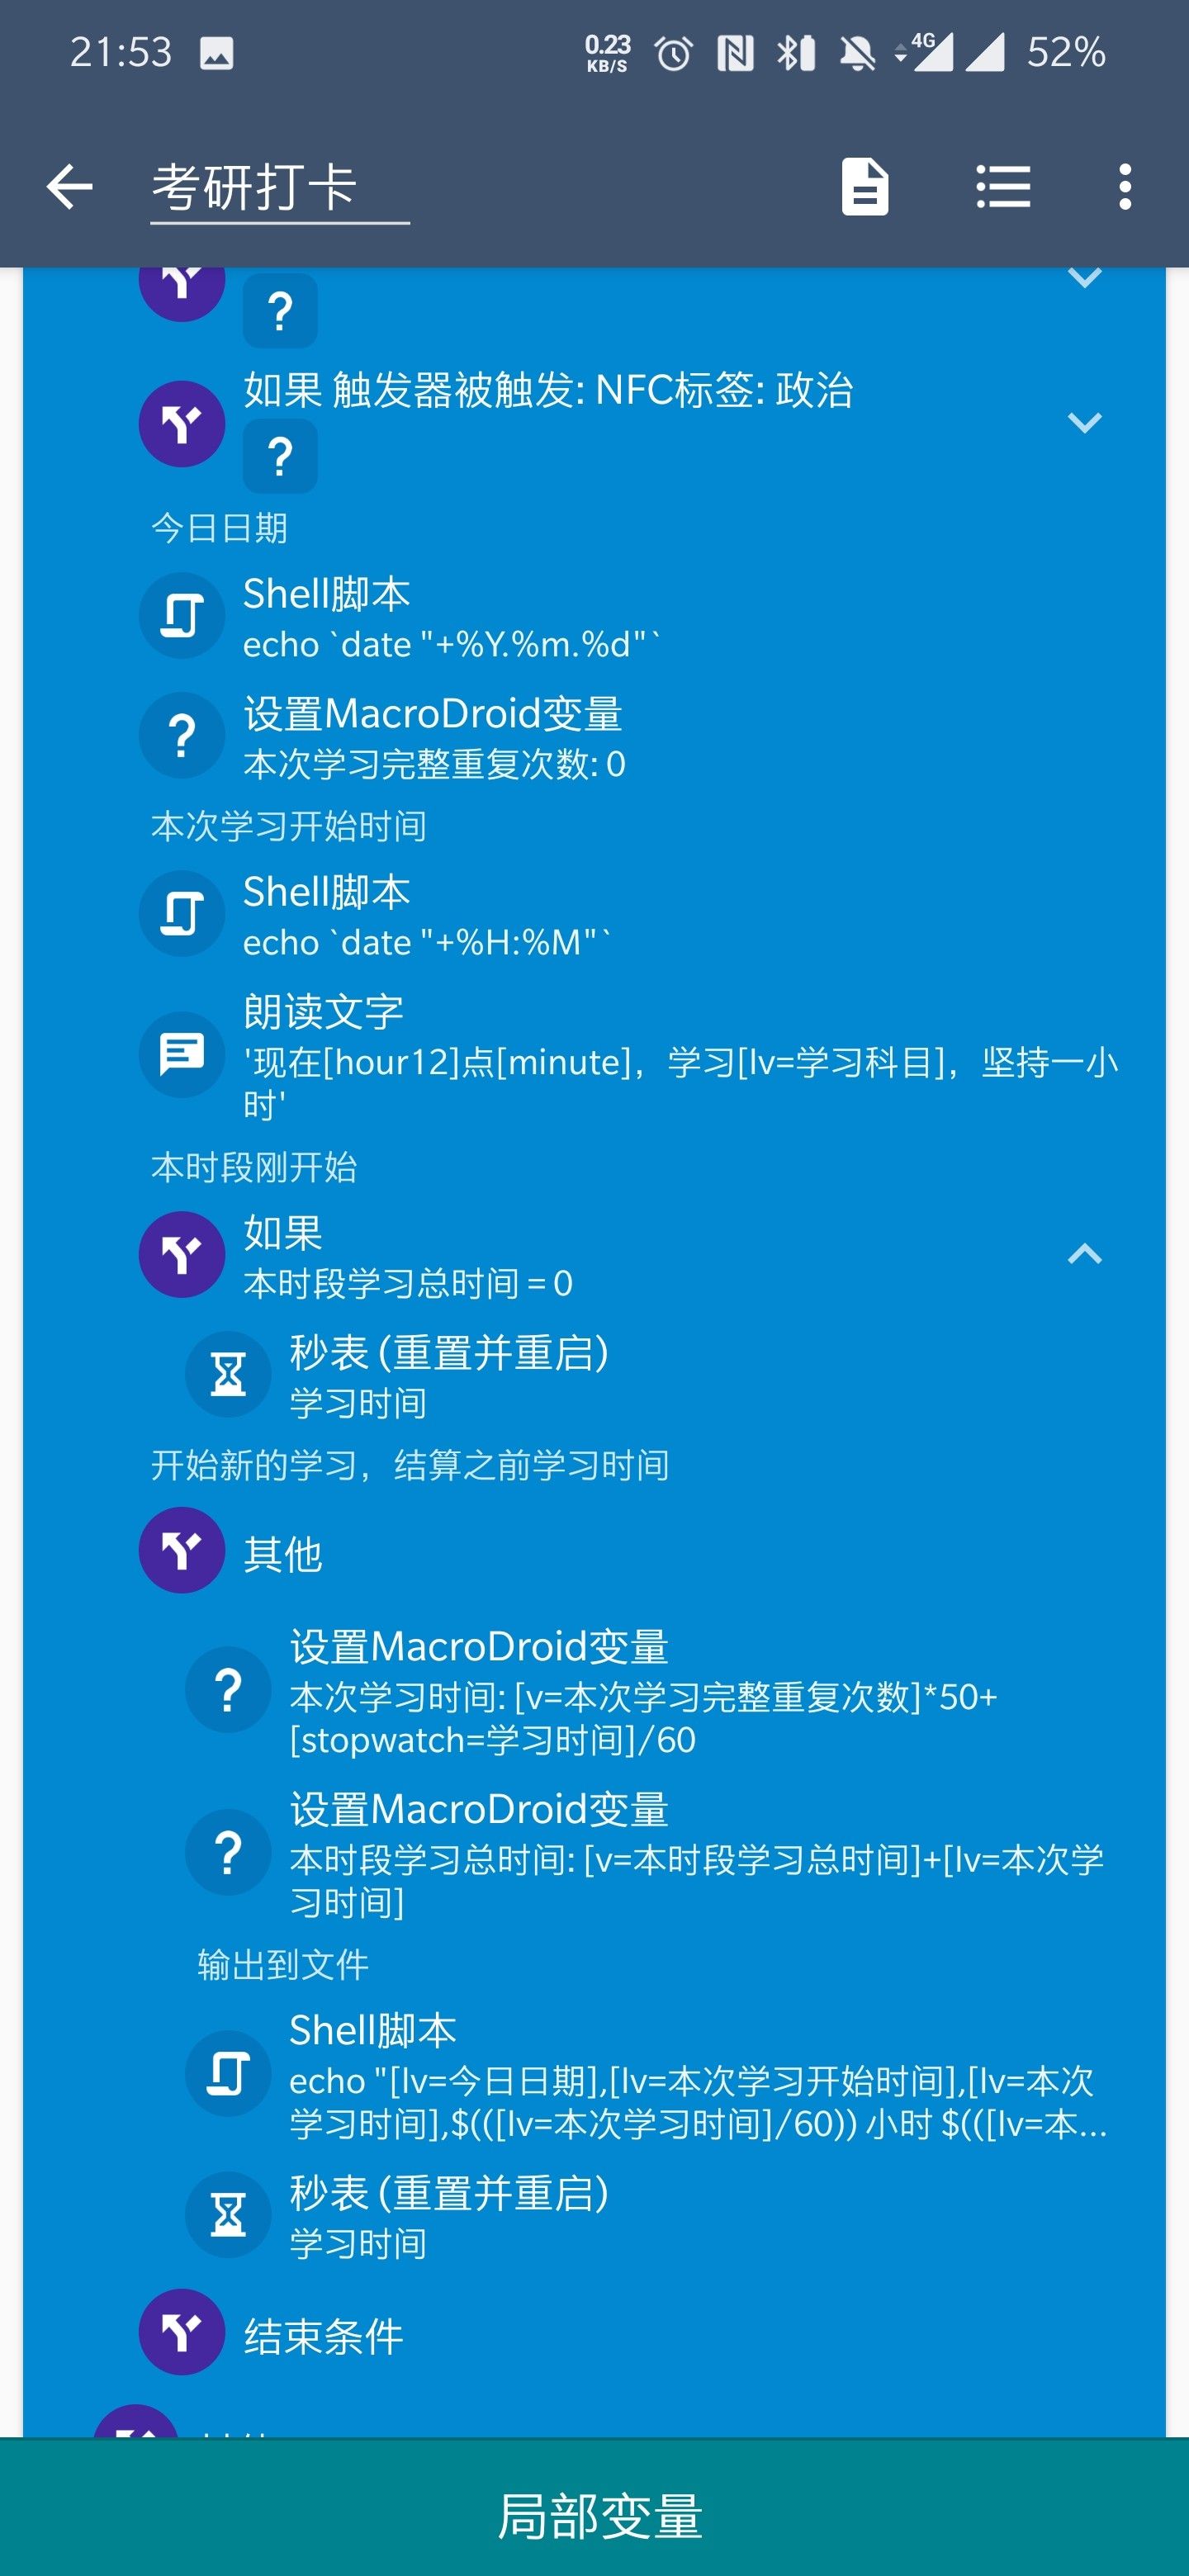 21:53
0.23
KB/S
4G
52%
考研打卡
?
如果 触发器被触发: NFC标签: 政治
?
今日日期
Shell脚本
echo `date "+%Y.%m.%d"`
?
设置MacroDroid变量
本次学习完整重复次数: 0
本次学习开始时间
Shell脚本
echo `date "+%H:%M"`
朗读文字
'现在[hour12]点[minute]，学习[lv=学习科目]，坚持一小
时'
本时段刚开始
如果
本时段学习总时间 = 0
秒表 (重置并重启)
学习时间
开始新的学习，结算之前学习时间
其他
?
设置MacroDroid变量
本次学习时间: [v=本次学习完整重复次数]*50+
[stopwatch=学习时间]/60
?
设置MacroDroid变量
本时段学习总时间: [v=本时段学习总时间]+[lv=本次学
习时间]
输出到文件
Shell脚本
echo "[lv=今日日期],[lv=本次学习开始时间],[lv=本次
学习时间],$(([lv=本次学习时间]/60)) 小时 $(([lv=本...
秒表 (重置并重启)
学习时间
结束条件
局部变量